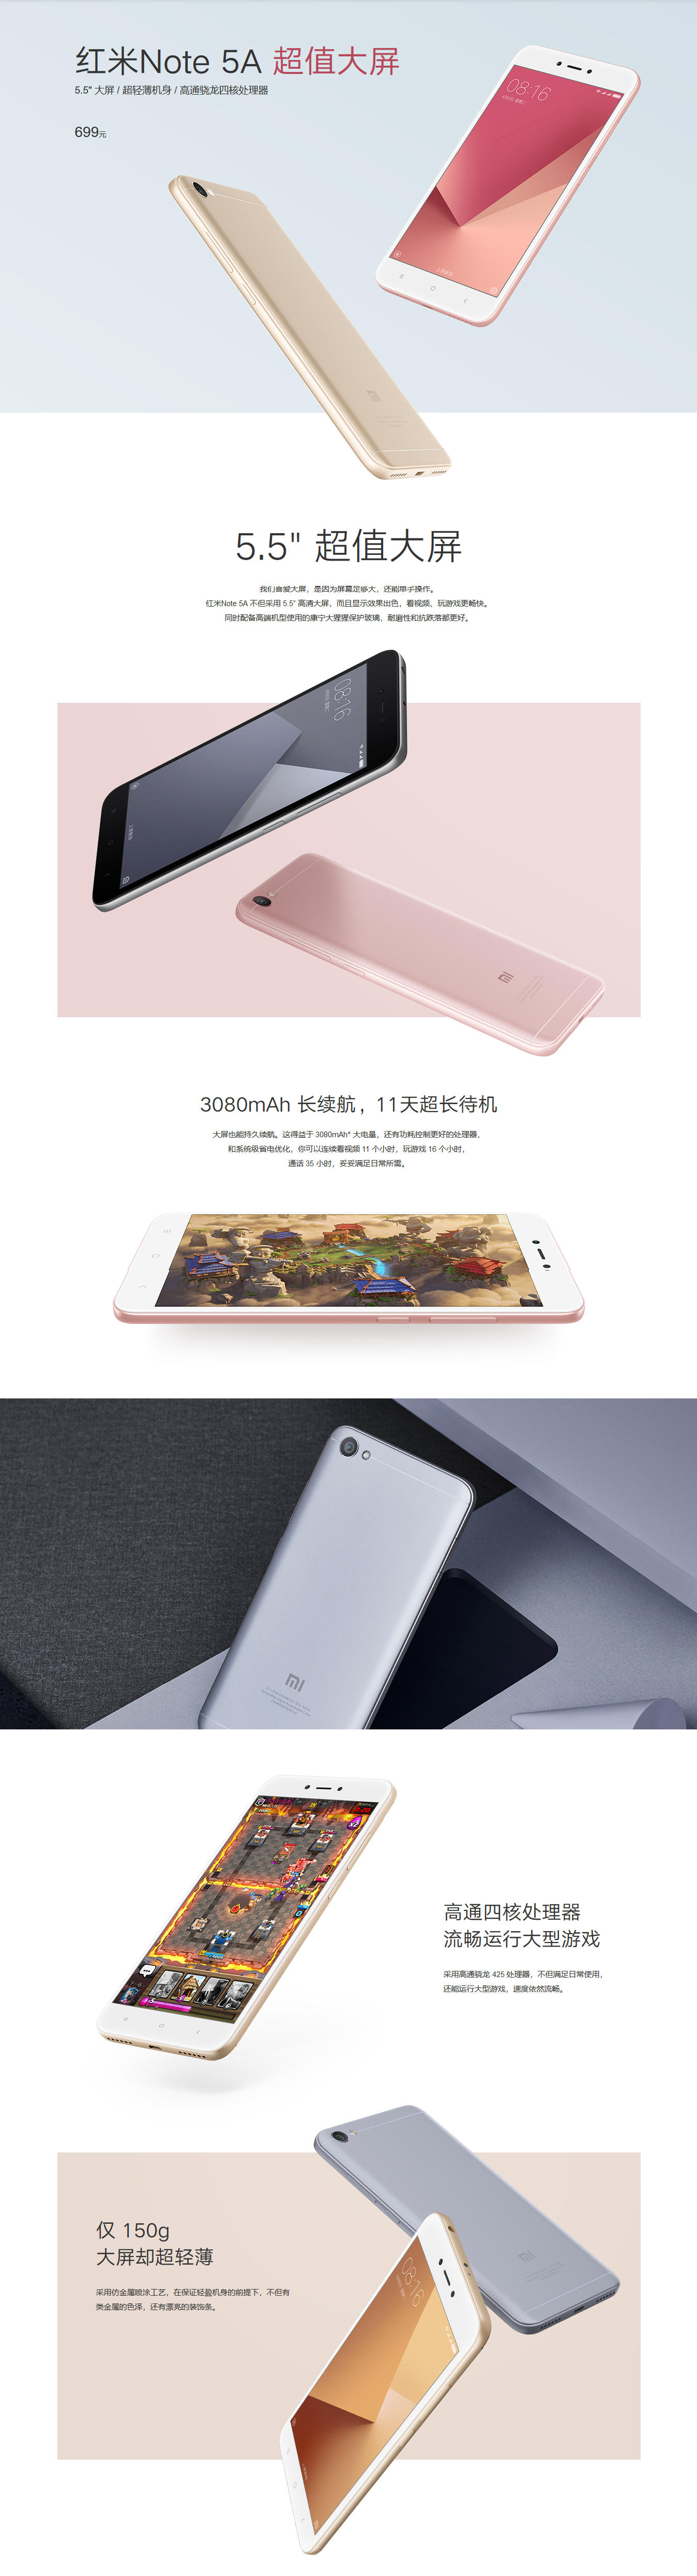 红米Note 5A 超值大屏
5.5" 大屏 / 超轻薄机身 / 高通骁龙四核处理器
699元
08:16
5.5" 超值大屏
我们喜爱大屏，是因为屏幕足够大，还能单手操作。
红米Note 5A 不但采用 5.5" 高清大屏，而且显示效果出色，看视频、玩游戏更畅快。
同时配备高端机型使用的康宁大猩猩保护玻璃，耐磨性和抗跌落都更好。
08:16
3080mAh 长续航，11天超长待机
大屏也能持久续航。这得益于 3080mAh* 大电量，还有功耗控制更好的处理器，
和系统级省电优化，你可以连续看视频 11 个小时，玩游戏 16 个小时，
通话 35 小时，妥妥满足日常所需。
高通四核处理器
流畅运行大型游戏
采用高通骁龙 425 处理器，不但满足日常使用，
还能运行大型游戏，速度依然流畅。
仅 150g
大屏却超轻薄
采用仿金属喷涂工艺，在保证轻盈机身的前提下，不但有
类金属的色泽，还有漂亮的装饰条。
08:16